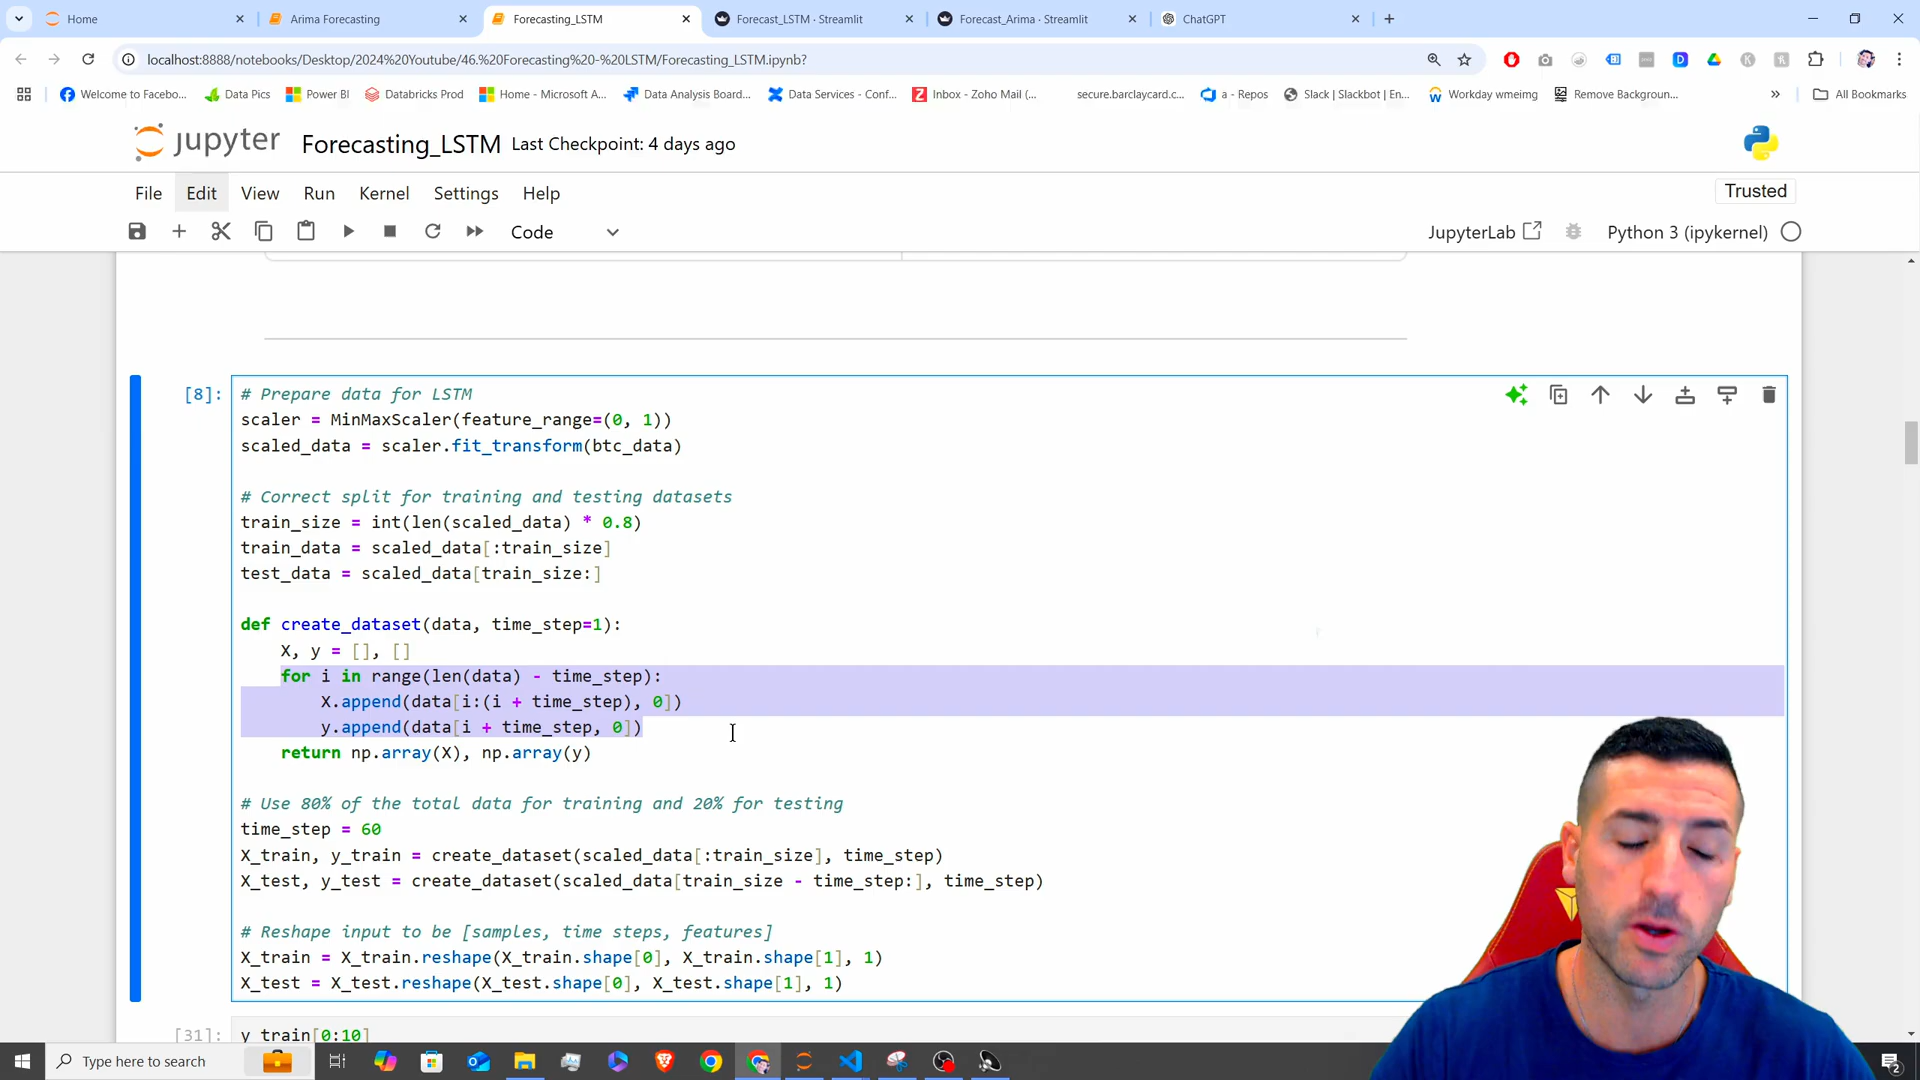 Home
Arima Forecasting
Forecasting_LSTM
Forecast_LSTM · Streamlit
Forecast_Arima · Streamlit
ChatGPT
localhost:8888/notebooks/Desktop/2024%20Youtube/46.%20Forecasting%20-%20LSTM/Forecasting_LSTM.ipynb?
Welcome to Facebo...
Data Pics
Power BI
Databricks Prod
Home - Microsoft A...
Data Analysis Board...
Data Services - Conf...
Inbox - Zoho Mail (...
secure.barclaycard.c...
a - Repos
Slack | Slackbot | En...
Workday wmeimg
Remove Backgroun...
All Bookmarks
jupyter
Forecasting_LSTM Last Checkpoint: 4 days ago
File Edit View Run Kernel Settings Help
Trusted
Code
JupyterLab
Python 3 (ipykernel)
[8]:
# Prepare data for LSTM
scaler = MinMaxScaler(feature_range=(0, 1))
scaled_data = scaler.fit_transform(btc_data)
# Correct split for training and testing datasets
train_size = int(len(scaled_data) * 0.8)
train_data = scaled_data[:train_size]
test_data = scaled_data[train_size:]
def create_dataset(data, time_step=1):
X, y = [], []
for i in range(len(data) - time_step):
X.append(data[i:(i + time_step), 0])
y.append(data[i + time_step, 0])
return np.array(X), np.array(y)
# Use 80% of the total data for training and 20% for testing
time_step = 60
X_train, y_train = create_dataset(scaled_data[:train_size], time_step)
X_test, y_test = create_dataset(scaled_data[train_size - time_step:], time_step)
# Reshape input to be [samples, time steps, features]
X_train = X_train.reshape(X_train.shape[0], X_train.shape[1], 1)
X_test = X_test.reshape(X_test.shape[0], X_test.shape[1], 1)
[31]:
y_train[0:10]
Type here to search
2